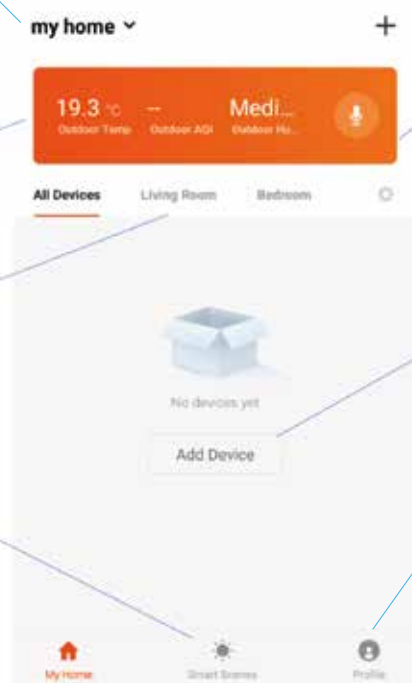 my home
19.3 °C -- Medi...
Outdoor Temp Outdoor AQI Outdoor Hu...
All Devices Living Room Bedroom
No devices yet
Add Device
My Home Smart Scenes Profile